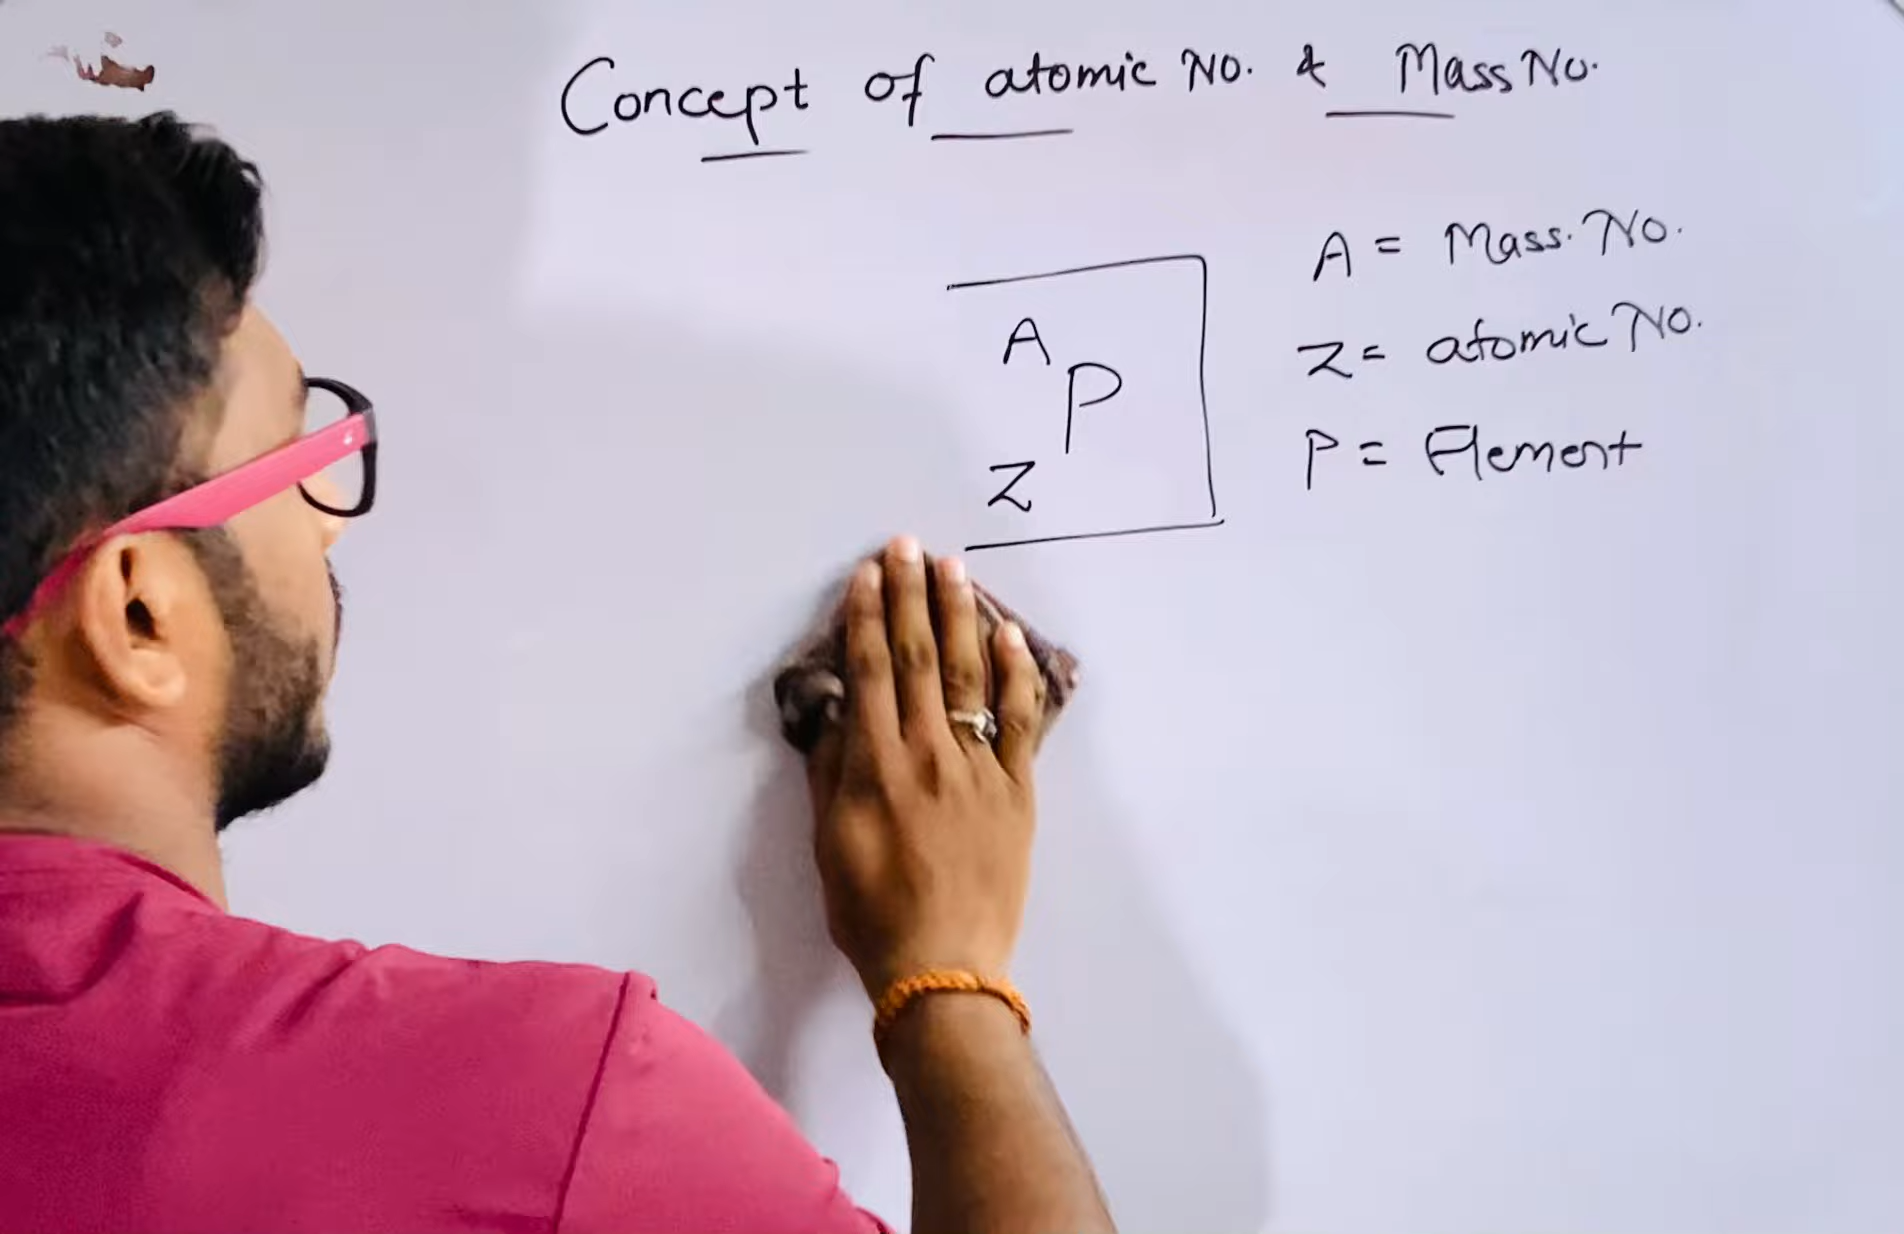 Concept of atomic No. & Mass No.
A
P
Z
A = Mass. No.
Z = atomic No.
P = Element